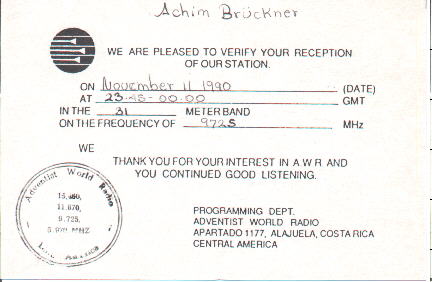 Achim Brückner
WE ARE PLEASED TO VERIFY YOUR RECEPTION
OF OUR STATION.
ON November 11 1990 (DATE)
AT 23-45-00:00 GMT
IN THE 31 METER BAND
ON THE FREQUENCY OF 9725 MHz
WE
THANK YOU FOR YOUR INTEREST IN A W R AND
YOU CONTINUED GOOD LISTENING.
Adventist World Radio
11.870,
9.725,
MHZ
PROGRAMMING DEPT.
ADVENTIST WORLD RADIO
APARTADO 1177, ALAJUELA, COSTA RICA
CENTRAL AMERICA